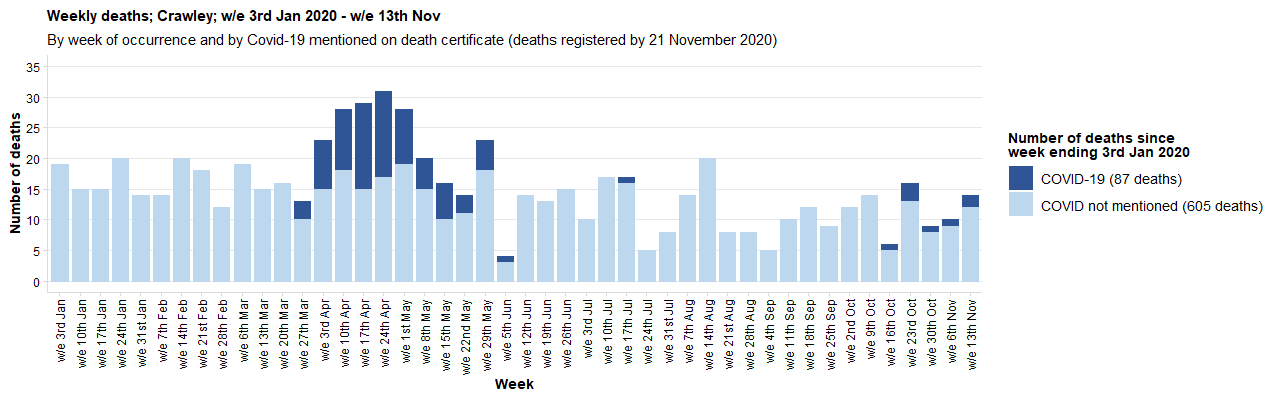 Weekly deaths; Crawley; w/e 3rd Jan 2020 - w/e 13th Nov
By week of occurrence and by Covid-19 mentioned on death certificate (deaths registered by 21 November 2020)
Number of deaths
35
30
25
20
15
10
5
0
w/e 3rd Jan
w/e 10th Jan
w/e 17th Jan
w/e 24th Jan
w/e 31st Jan
w/e 7th Feb
w/e 14th Feb
w/e 21st Feb
w/e 28th Feb
w/e 6th Mar
w/e 13th Mar
w/e 20th Mar
w/e 27th Mar
w/e 3rd Apr
w/e 10th Apr
w/e 17th Apr
w/e 24th Apr
w/e 1st May
w/e 8th May
w/e 15th May
w/e 22nd May
w/e 29th May
w/e 5th Jun
w/e 12th Jun
w/e 19th Jun
w/e 26th Jun
w/e 3rd Jul
w/e 10th Jul
w/e 17th Jul
w/e 24th Jul
w/e 31st Jul
w/e 7th Aug
w/e 14th Aug
w/e 21st Aug
w/e 28th Aug
w/e 4th Sep
w/e 11th Sep
w/e 18th Sep
w/e 25th Sep
w/e 2nd Oct
w/e 9th Oct
w/e 16th Oct
w/e 23rd Oct
w/e 30th Oct
w/e 6th Nov
w/e 13th Nov
Week
Number of deaths since
week ending 3rd Jan 2020
COVID-19 (87 deaths)
COVID not mentioned (605 deaths)